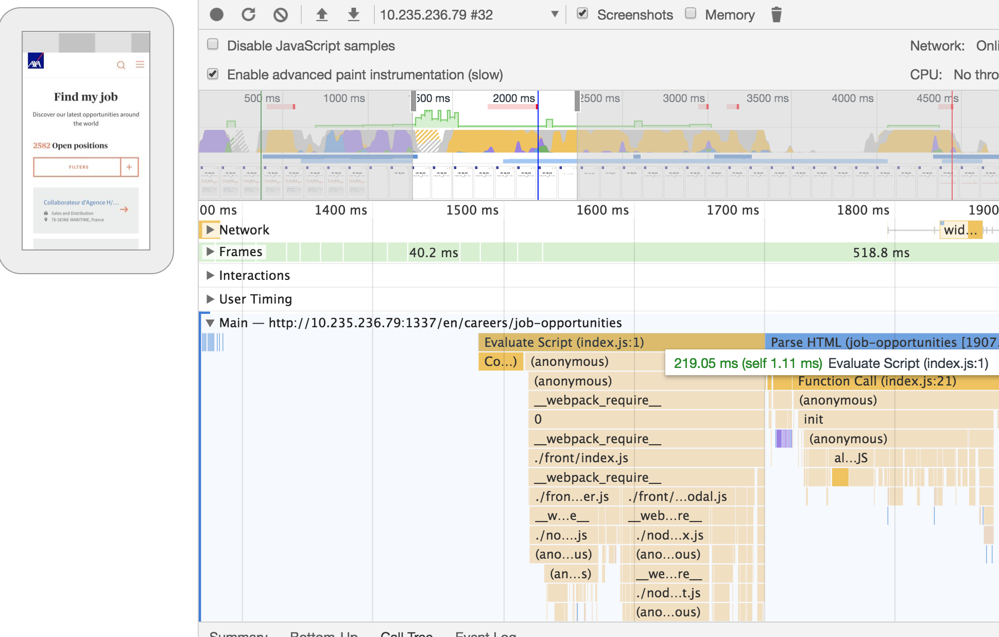 AXA
Find my job
Discover our latest opportunities around
the world
2582 Open positions
FILTERS +
Collaborateur d'Agence H/...
Sales and Distribution
76-SEINE-MARITIME, France
10.235.236.79 #32 Screenshots Memory
Disable JavaScript samples Network: Onli
Enable advanced paint instrumentation (slow) CPU: No thro
500 ms 1000 ms 500 ms 2000 ms 2500 ms 3000 ms 3500 ms 4000 ms 4500 ms
00 ms 1400 ms 1500 ms 1600 ms 1700 ms 1800 ms 1900
Network wid...
Frames 40.2 ms 518.8 ms
Interactions
User Timing
Main — http://10.235.236.79:1337/en/careers/job-opportunities
Evaluate Script (index.js:1) Parse HTML (job-opportunities [1907.
Co...) (anonymous) 219.05 ms (self 1.11 ms) Evaluate Script (index.js:1)
(anonymous) Function Call (index.js:21)
__webpack_require__ (anonymous)
0 init
__webpack_require__ (anonymous)
./front/index.js al...JS
__webpack_require__
./fron...er.js ./front/...odal.js
__w...e__ __web...re__
./no....js ./nod...x.js
(ano...us) (ano...ous)
(an...s) __we...re__
./nod...t.js
(ano...ous)
Summary Bottom-Up Call Tree Event Log